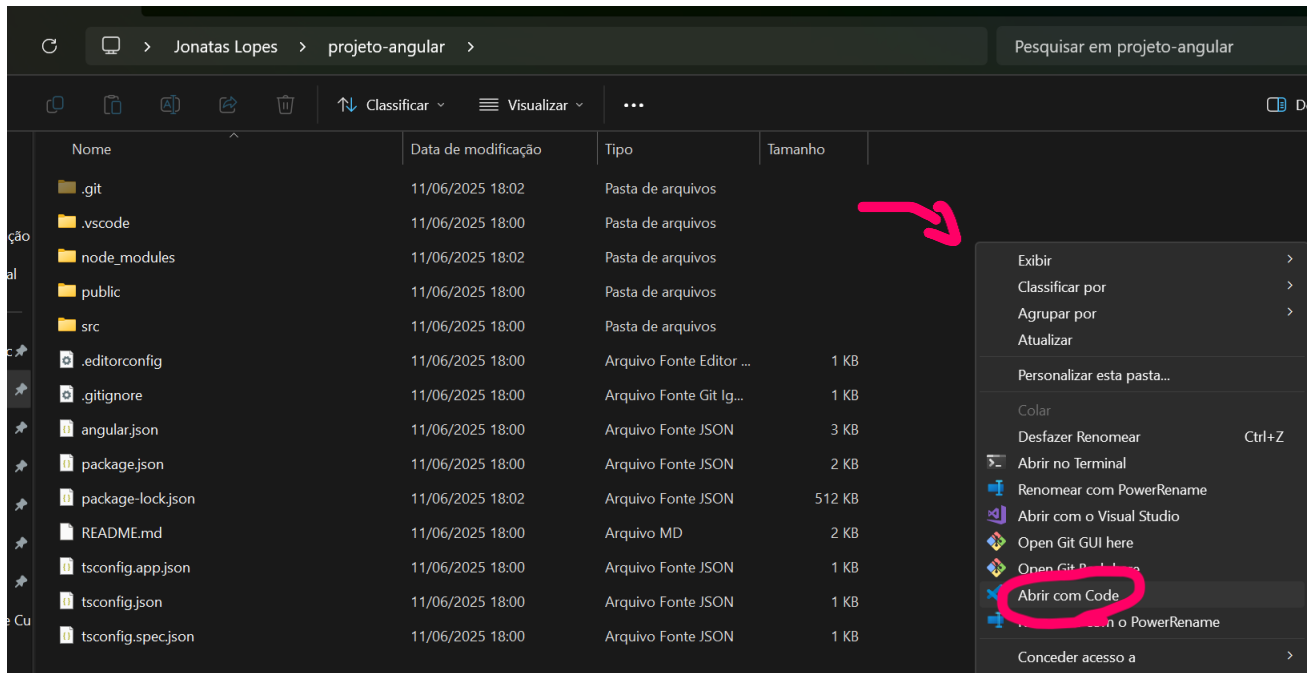 Jonatas Lopes > projeto-angular >
Pesquisar em projeto-angular
Classificar
Visualizar
Nome Data de modificação Tipo Tamanho
.git 11/06/2025 18:02 Pasta de arquivos
.vscode 11/06/2025 18:00 Pasta de arquivos
ção
node_modules 11/06/2025 18:02 Pasta de arquivos
al
public 11/06/2025 18:00 Pasta de arquivos
src 11/06/2025 18:00 Pasta de arquivos
.editorconfig 11/06/2025 18:00 Arquivo Fonte Editor ... 1 KB
.gitignore 11/06/2025 18:00 Arquivo Fonte Git Ig... 1 KB
angular.json 11/06/2025 18:00 Arquivo Fonte JSON 3 KB
package.json 11/06/2025 18:00 Arquivo Fonte JSON 2 KB
package-lock.json 11/06/2025 18:02 Arquivo Fonte JSON 512 KB
README.md 11/06/2025 18:00 Arquivo MD 2 KB
tsconfig.app.json 11/06/2025 18:00 Arquivo Fonte JSON 1 KB
tsconfig.json 11/06/2025 18:00 Arquivo Fonte JSON 1 KB
e Cu
tsconfig.spec.json 11/06/2025 18:00 Arquivo Fonte JSON 1 KB
Exibir
Classificar por
Agrupar por
Atualizar
Personalizar esta pasta...
Colar
Desfazer Renomear Ctrl+Z
Abrir no Terminal
Renomear com PowerRename
Abrir com o Visual Studio
Open Git GUI here
Open Git Bash here
Abrir com Code
com o PowerRename
Conceder acesso a